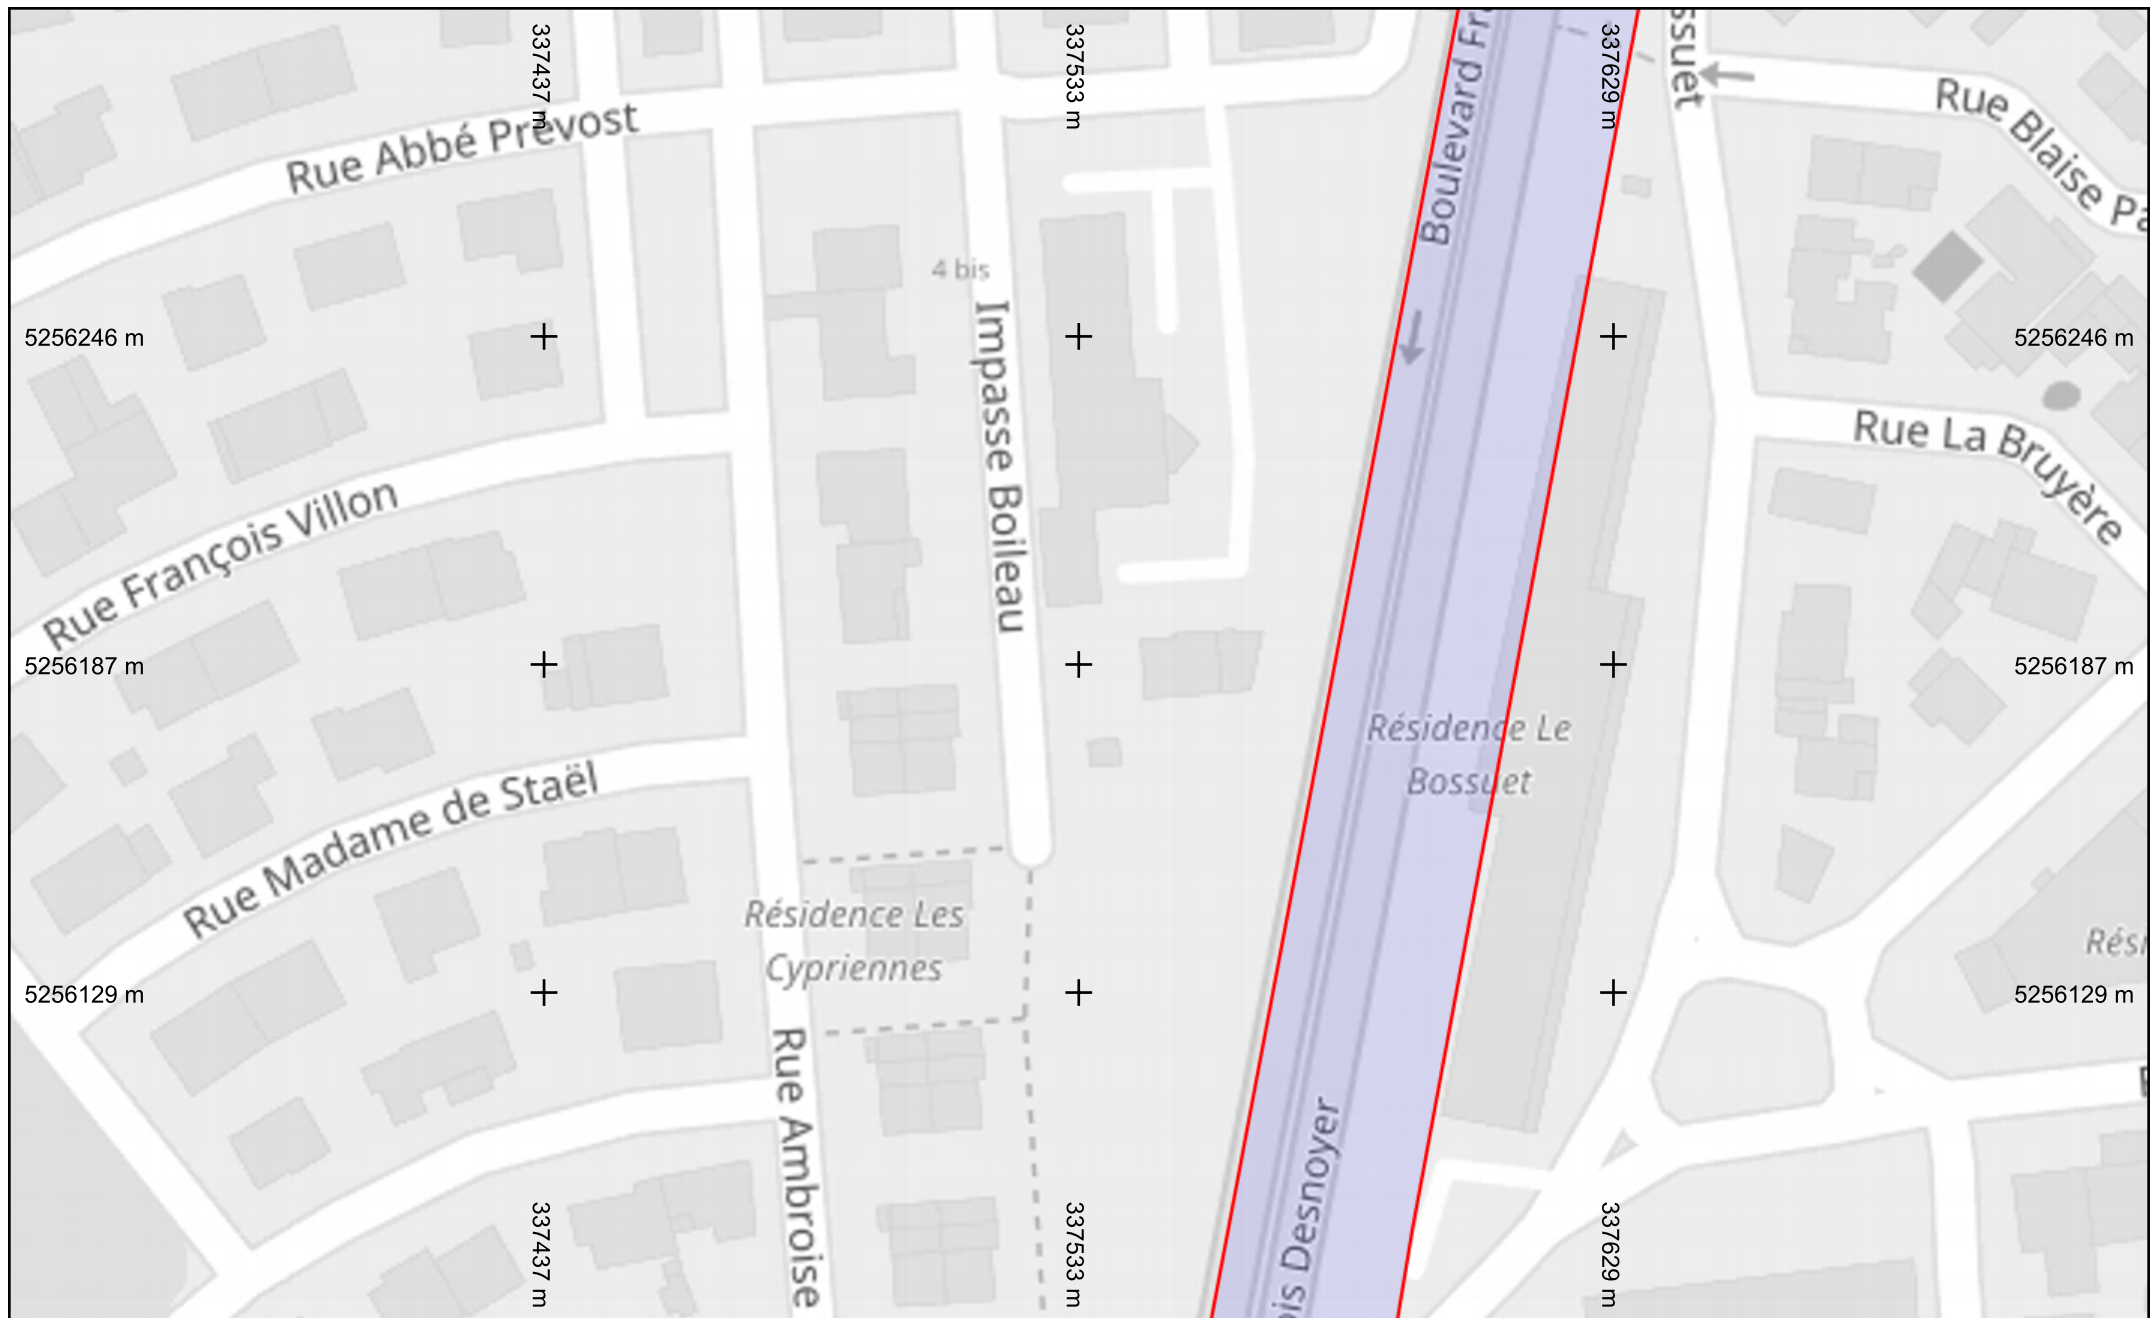 337437 m
337533 m
337629 m
Boulevard Fr
ssuet
Rue Blaise Pa
Rue Abbé Prévost
4 bis
Impasse Boileau
5256246 m
5256246 m
Rue La Bruyère
Rue François Villon
5256187 m
5256187 m
Résidence Le
Bossuet
Rue Madame de Staël
Résidence Les
Cypriennes
Rési
5256129 m
5256129 m
Rue Ambroise
ois Desnoyer
337437 m
337533 m
337629 m